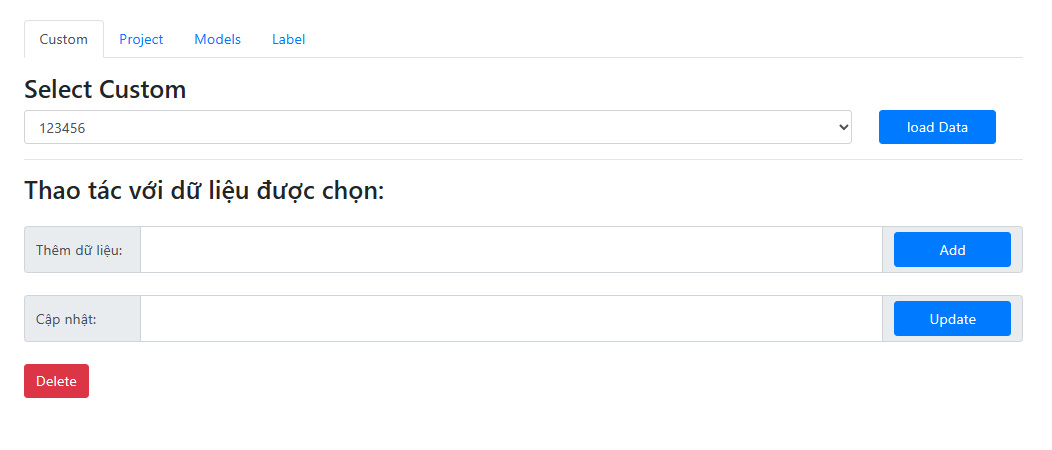 Custom Project Models Label
Select Custom
123456 load Data
Thao tác với dữ liệu được chọn:
Thêm dữ liệu: Add
Cập nhật: Update
Delete